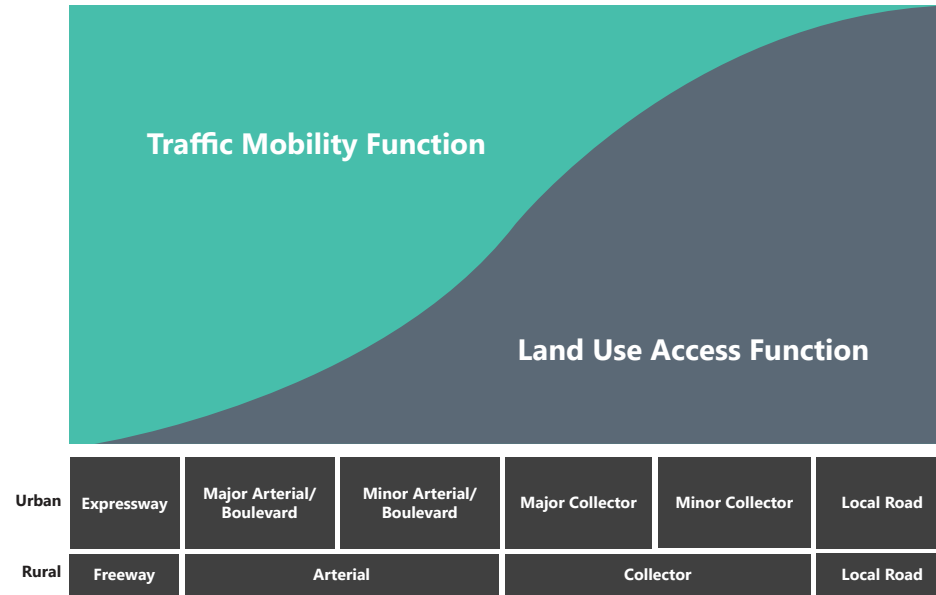 Traffic Mobility Function
Land Use Access Function
Urban
Expressway
Major Arterial/
Boulevard
Minor Arterial/
Boulevard
Major Collector
Minor Collector
Local Road
Rural
Freeway
Arterial
Collector
Local Road